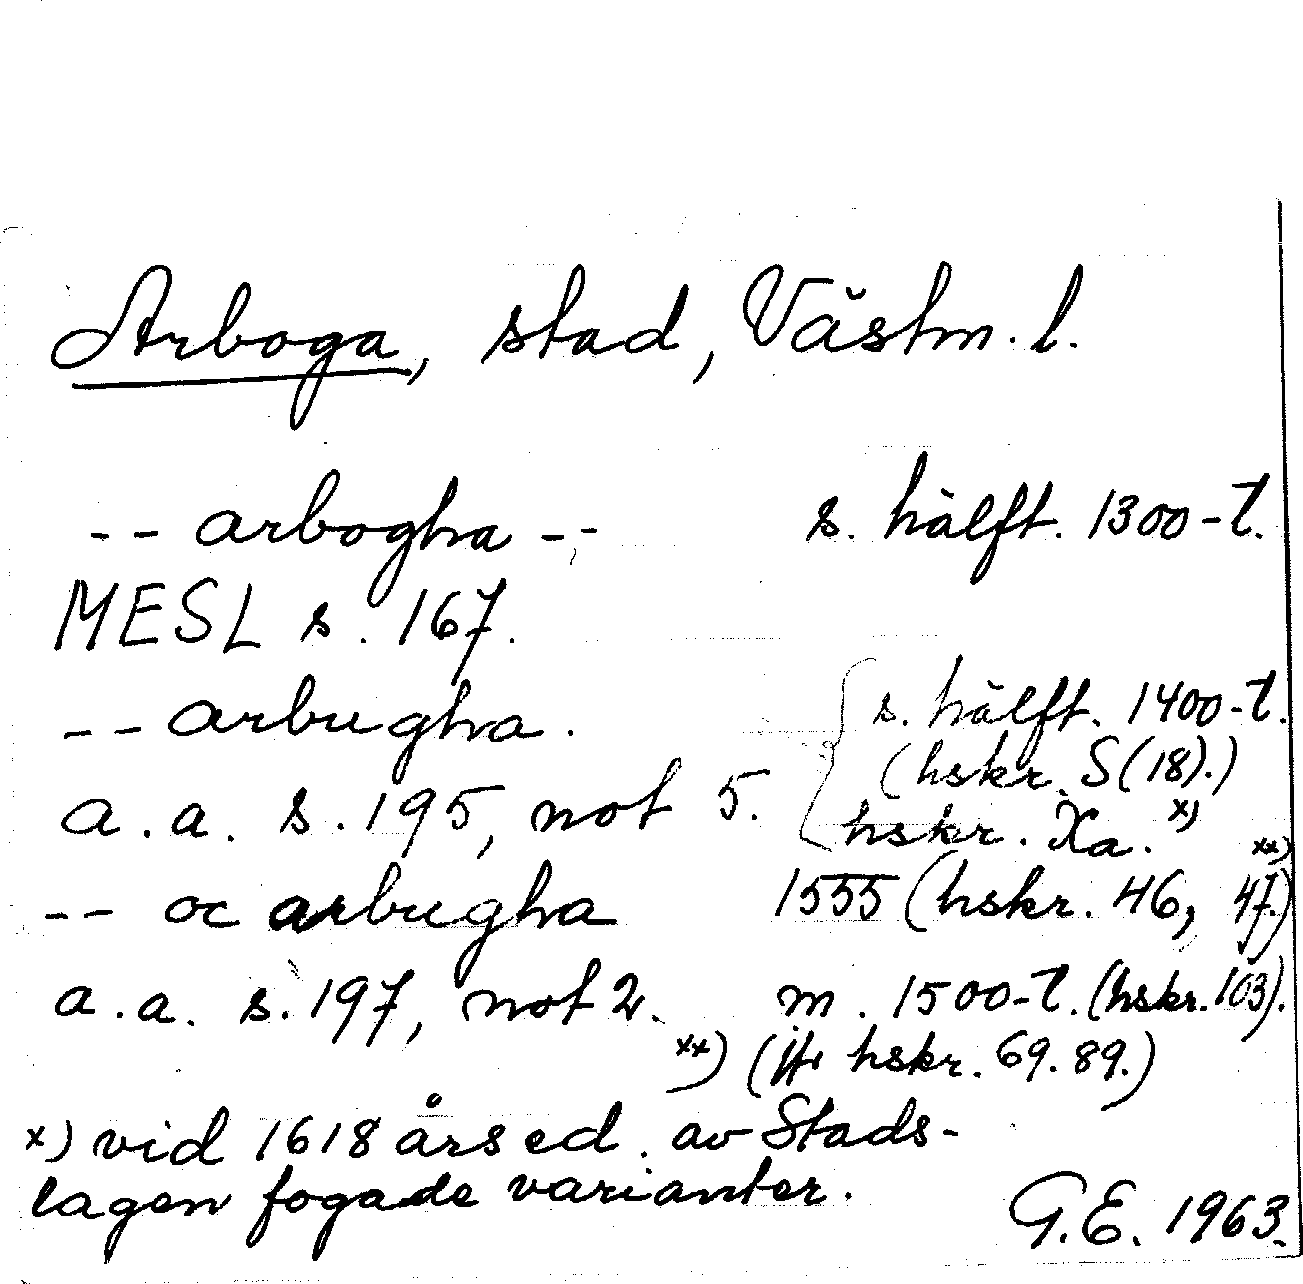 Arboga, stad, Västm. l.
-- arbogha -- s. hälft. 1300-t.
MESL s. 167.
-- arbugha. s. hälft. 1400-t.
(hskr. S(18).)
a. a. s. 195, not 5. hskr. Xa. x)
-- oc arbugha 1555 (hskr. 46, 47.) xx)
a. a. s. 197, not 2. m. 1500-t. (hskr. 103).
xx) ( hskr. 69. 89.)
x) vid 1618 års ed. av Stads-
lagen fogade varianter.
G.E. 1963.